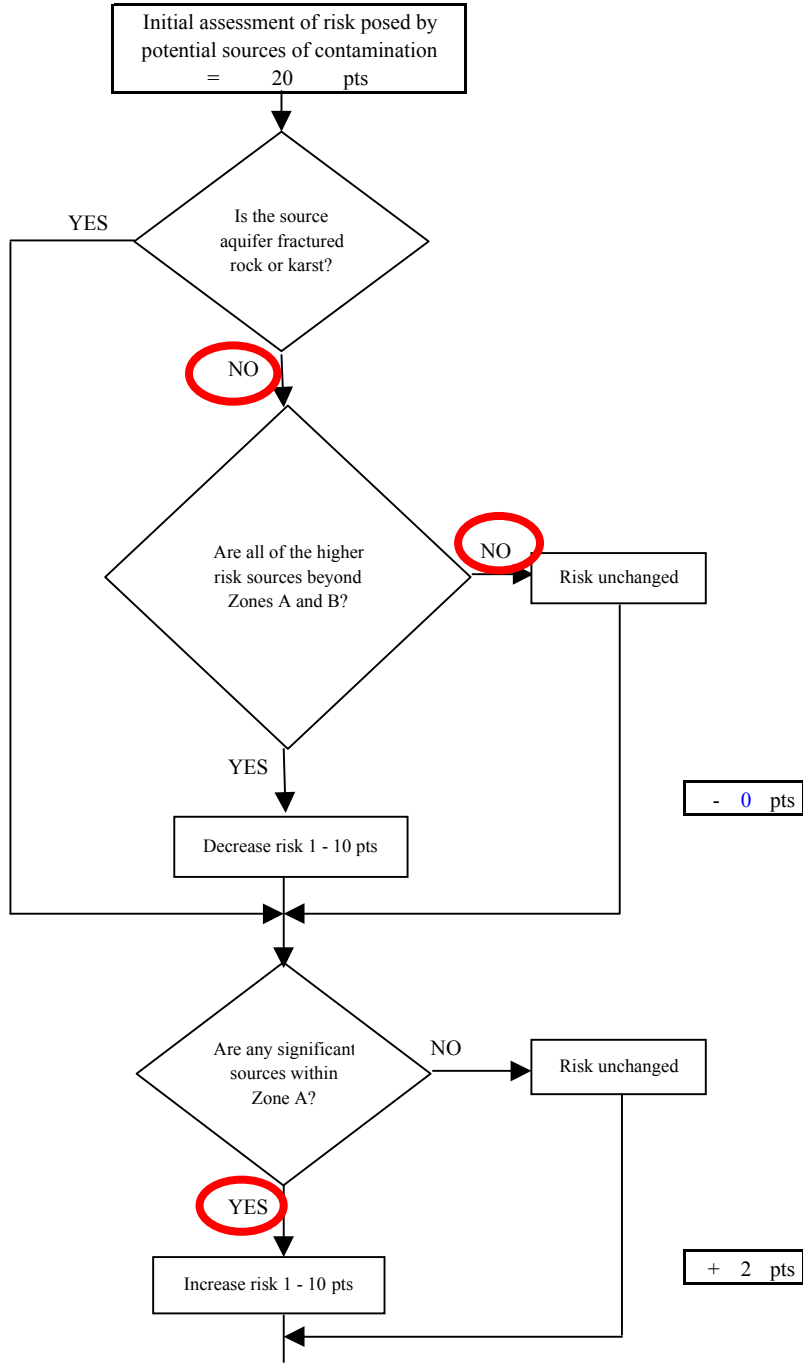 Initial assessment of risk posed by
potential sources of contamination
= 20 pts
YES
Is the source
aquifer fractured
rock or karst?
NO
Are all of the higher
risk sources beyond
Zones A and B?
NO
Risk unchanged
YES
- 0 pts
Decrease risk 1 - 10 pts
Are any significant
sources within
Zone A?
NO
Risk unchanged
YES
+ 2 pts
Increase risk 1 - 10 pts